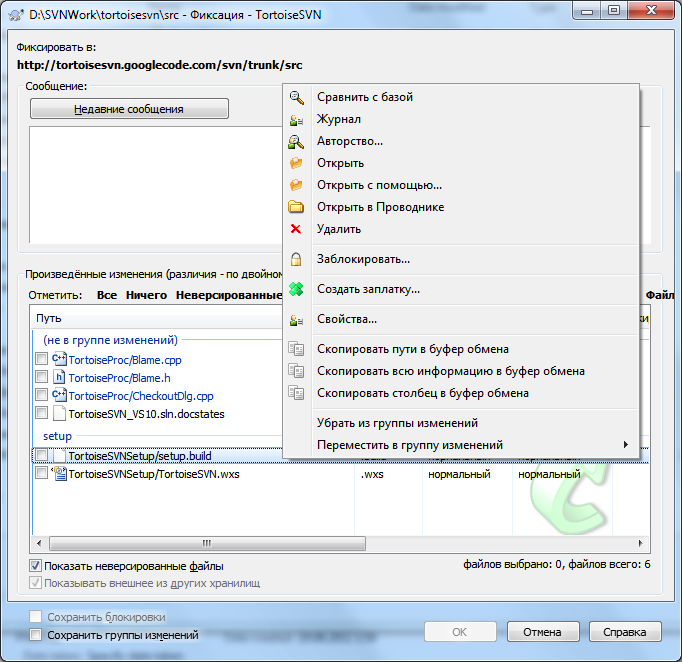 D:\SVNWork\tortoisesvn\src - Фиксация - TortoiseSVN
Фиксировать в:
http://tortoisesvn.googlecode.com/svn/trunk/src
Сообщение:
Недавние сообщения
Сравнить с базой
Журнал
Авторство...
Открыть
Открыть с помощью...
Открыть в Проводнике
Удалить
Заблокировать...
Создать заплатку...
Свойства...
Скопировать пути в буфер обмена
Скопировать всю информацию в буфер обмена
Скопировать столбец в буфер обмена
Убрать из группы изменений
Переместить в группу изменений
Произведённые изменения (различия - по двойном
Отметить: Все Ничего Неверсированные Файл
Путь
(не в группе изменений)
TortoiseProc/Blame.cpp
TortoiseProc/Blame.h
TortoiseProc/CheckoutDlg.cpp
TortoiseSVN_VS10.sln.docstates
setup
TortoiseSVNSetup/setup.build
TortoiseSVNSetup/TortoiseSVN.wxs .wxs нормальный нормальный
Показать неверсированные файлы
файлов выбрано: 0, файлов всего: 6
Показывать внешнее из других хранилищ
Сохранить блокировки
Сохранить группы изменений
ОК Отмена Справка